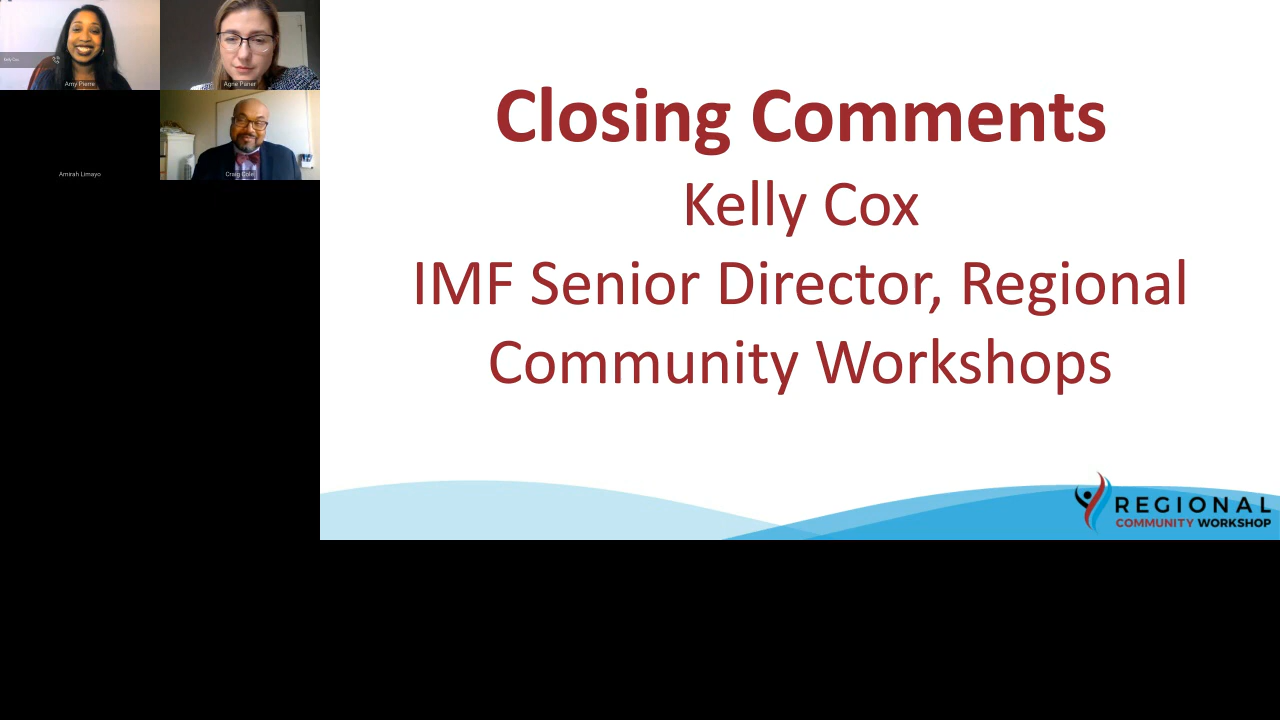 Amy Pierre
Agne Paner
Amirah Limayo
Craig Cole
Closing Comments
Kelly Cox
IMF Senior Director, Regional
Community Workshops
REGIONAL
COMMUNITY WORKSHOP